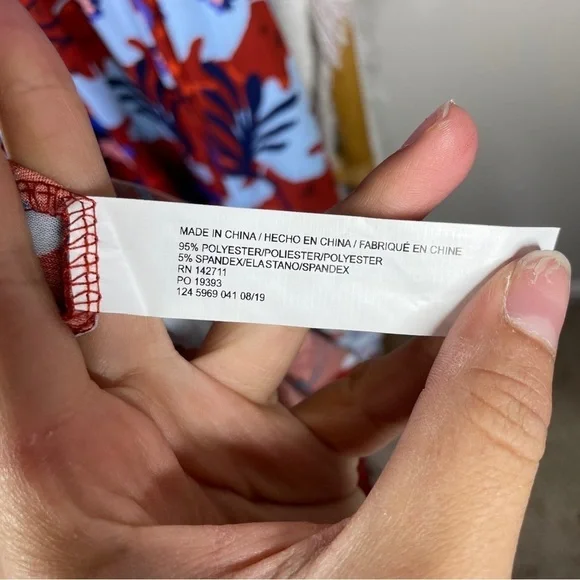 MADE IN CHINA / HECHO EN CHINA / FABRIQUÉ EN CHINE
95% POLYESTER/POLIESTER/POLYESTER
5% SPANDEX/ELASTANO/SPANDEX
RN 142711
PO 19393
124 5969 041 08/19